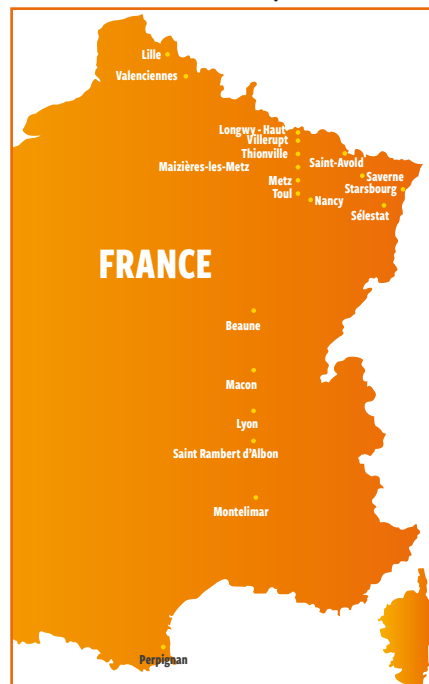 Lille
Valenciennes
Longwy - Haut
Villerupt
Thionville
Saint-Avold
Maizières-les-Metz
Saverne
Metz
Starsbourg
Toul
Nancy
Sélestat
FRANCE
Beaune
Macon
Lyon
Saint Rambert d'Albon
Montelimar
Perpignan